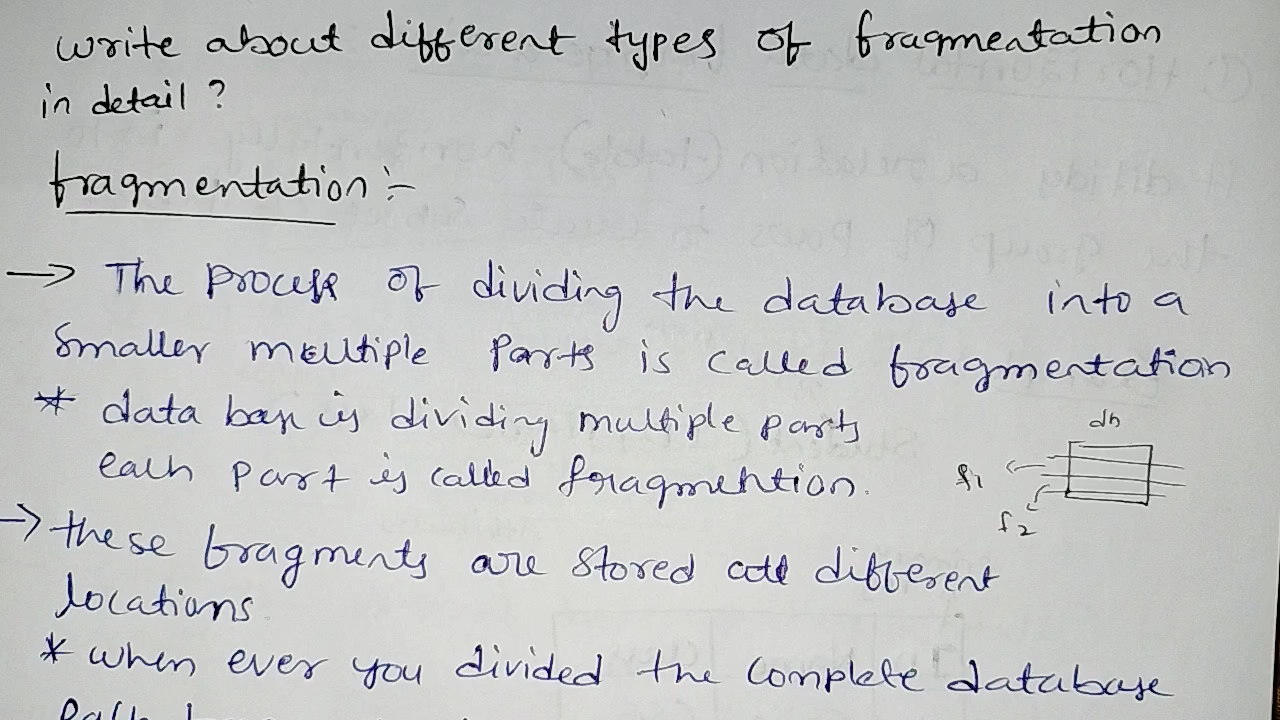 write about different types of fragmentation
in detail ?
fragmentation :-
→ The process of dividing the database into a
smaller multiple parts is called fragmentation
* data base is dividing multiple parts
each part is called fragmention.
db
f1
f2
→ these fragments are stored at different
locations.
* when ever you divided the complete database